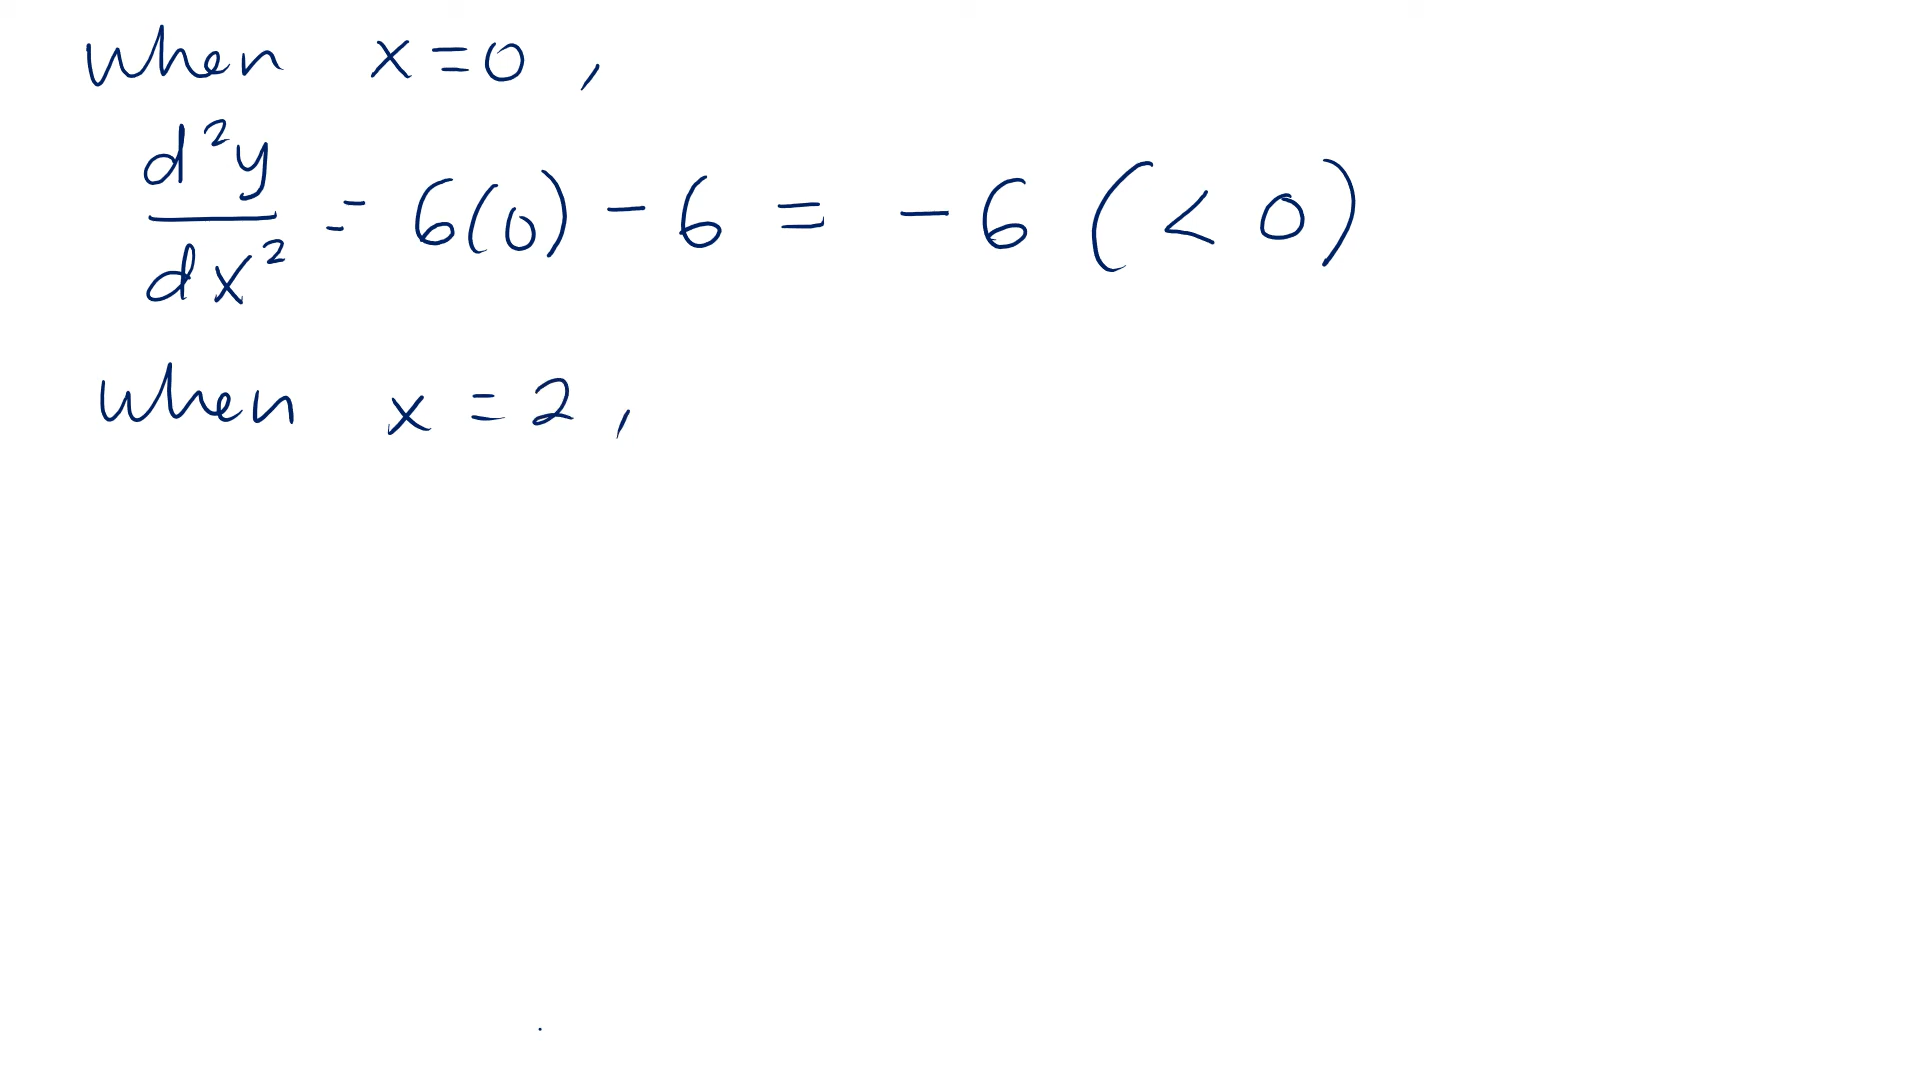 when x=0 ,
d²y/dx² = 6(0) - 6 = -6 (< 0)
when x = 2 ,